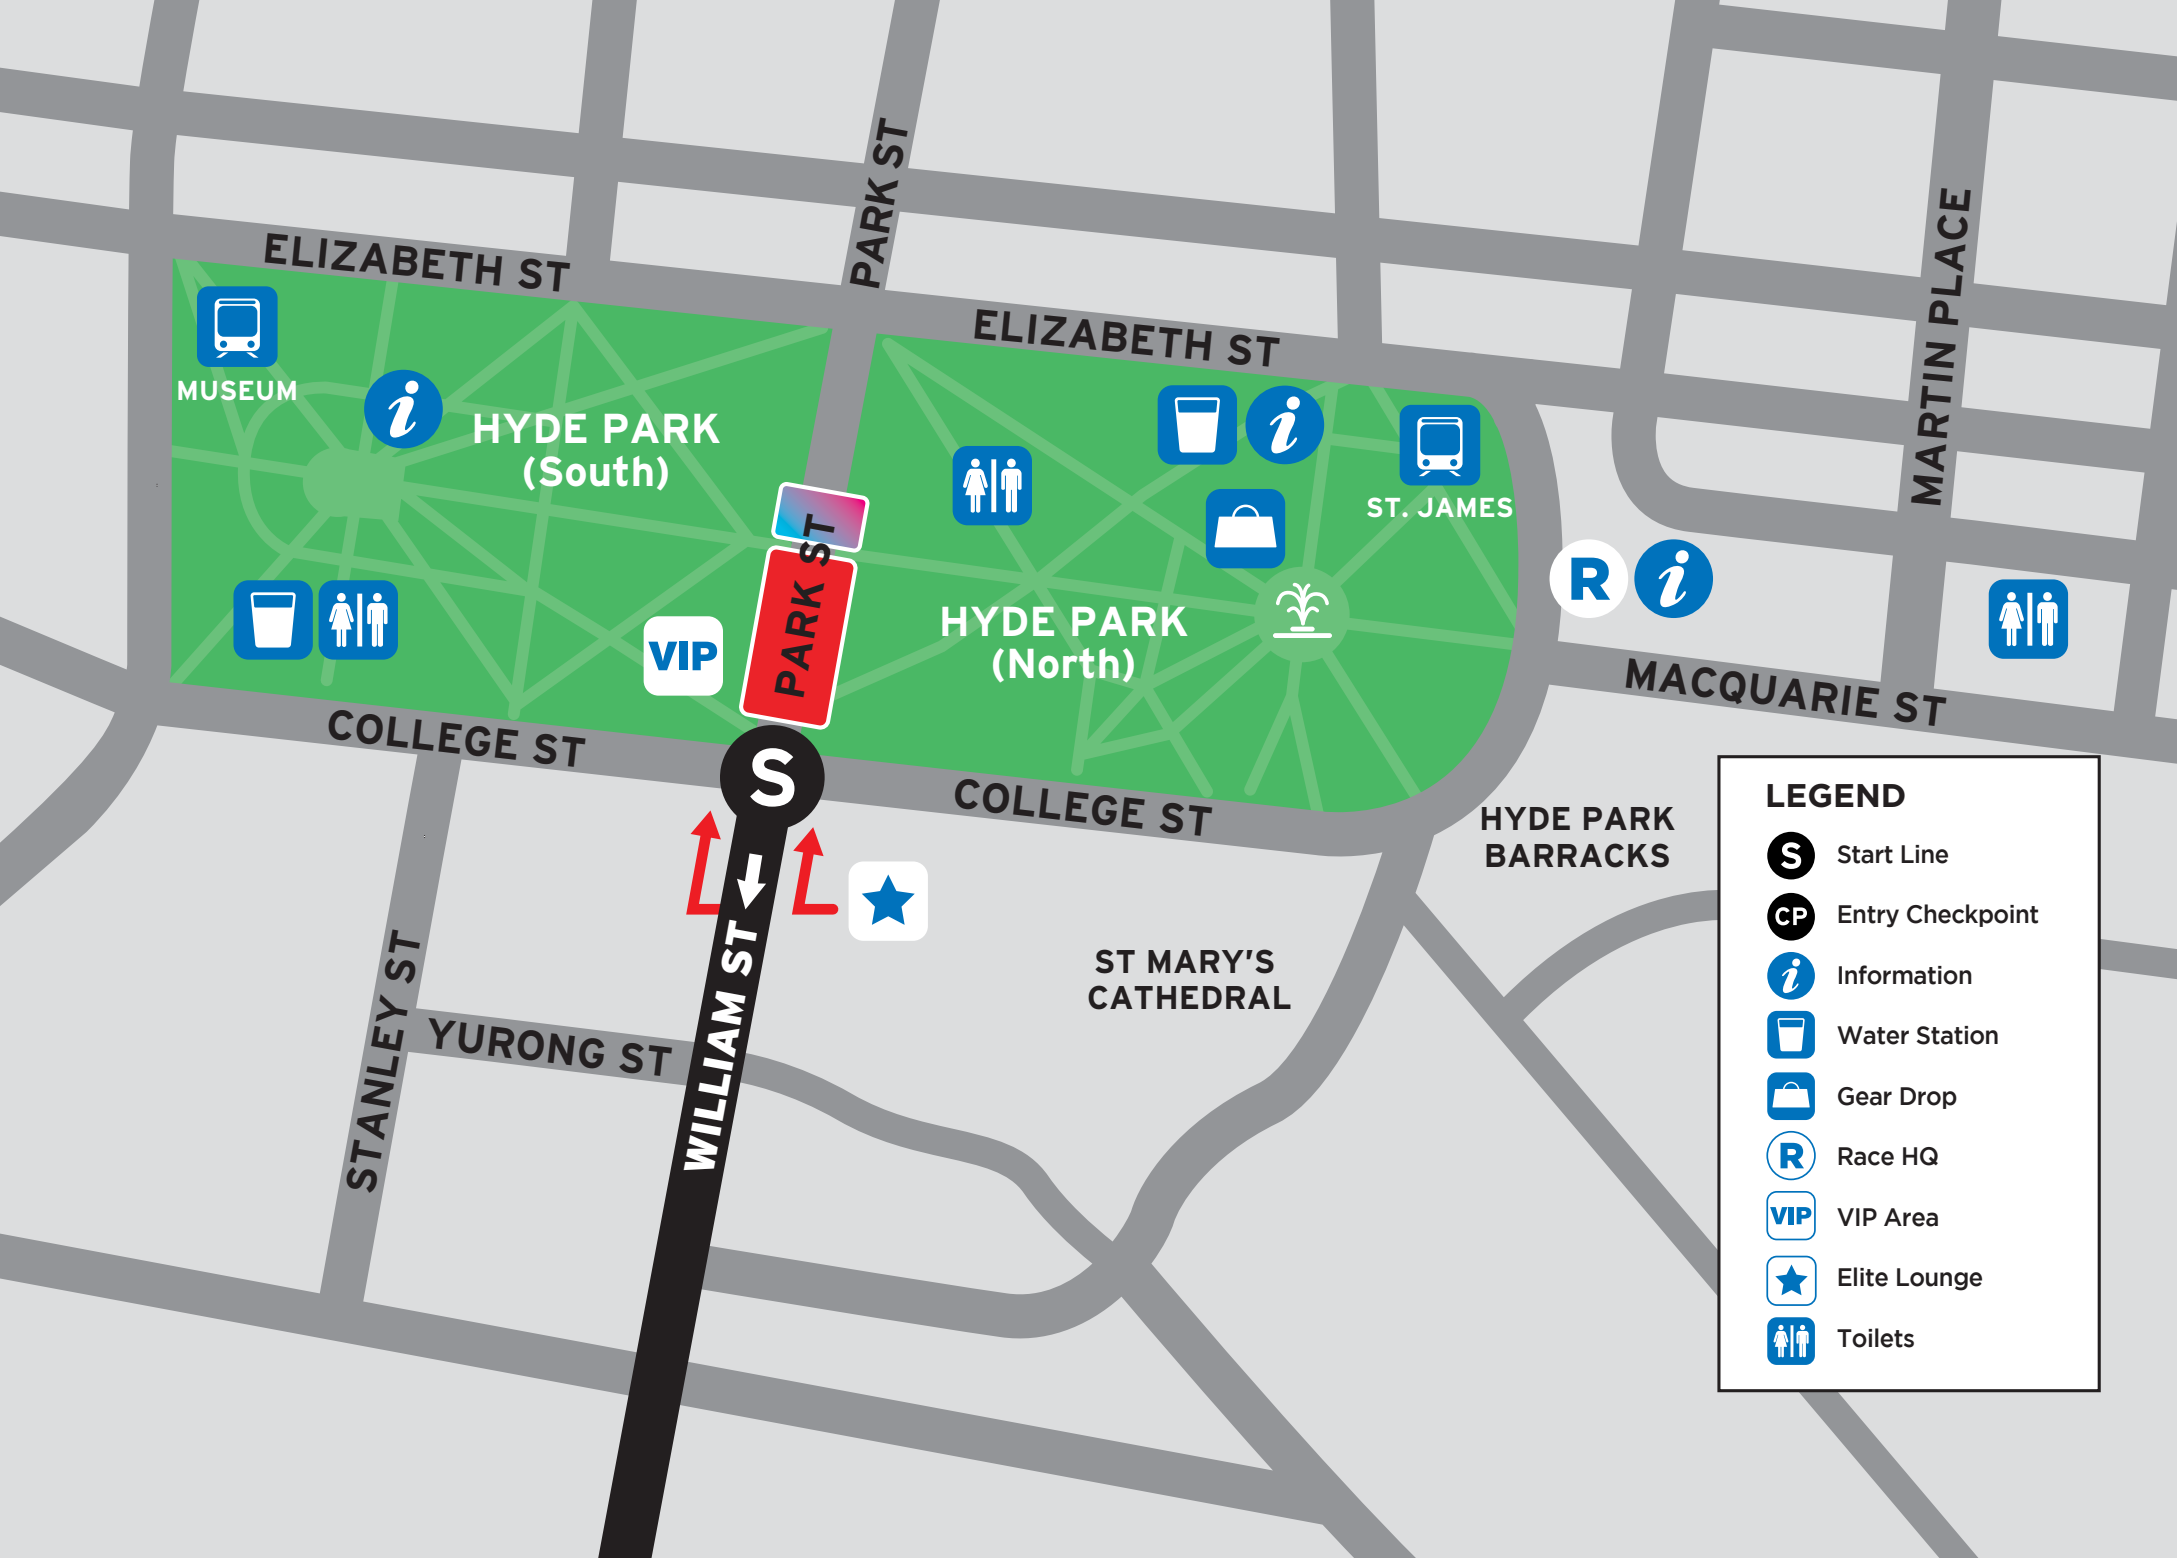 PARK ST
MARTIN PLACE
ELIZABETH ST
ELIZABETH ST
MUSEUM
i
HYDE PARK
(South)
i
ST. JAMES
PARK ST
R
i
HYDE PARK
(North)
VIP
MACQUARIE ST
COLLEGE ST
S
COLLEGE ST
HYDE PARK
BARRACKS
ST MARY'S
CATHEDRAL
STANLEY ST
YURONG ST
WILLIAM ST
LEGEND
S Start Line
CP Entry Checkpoint
i Information
Water Station
Gear Drop
R Race HQ
VIP VIP Area
Elite Lounge
Toilets